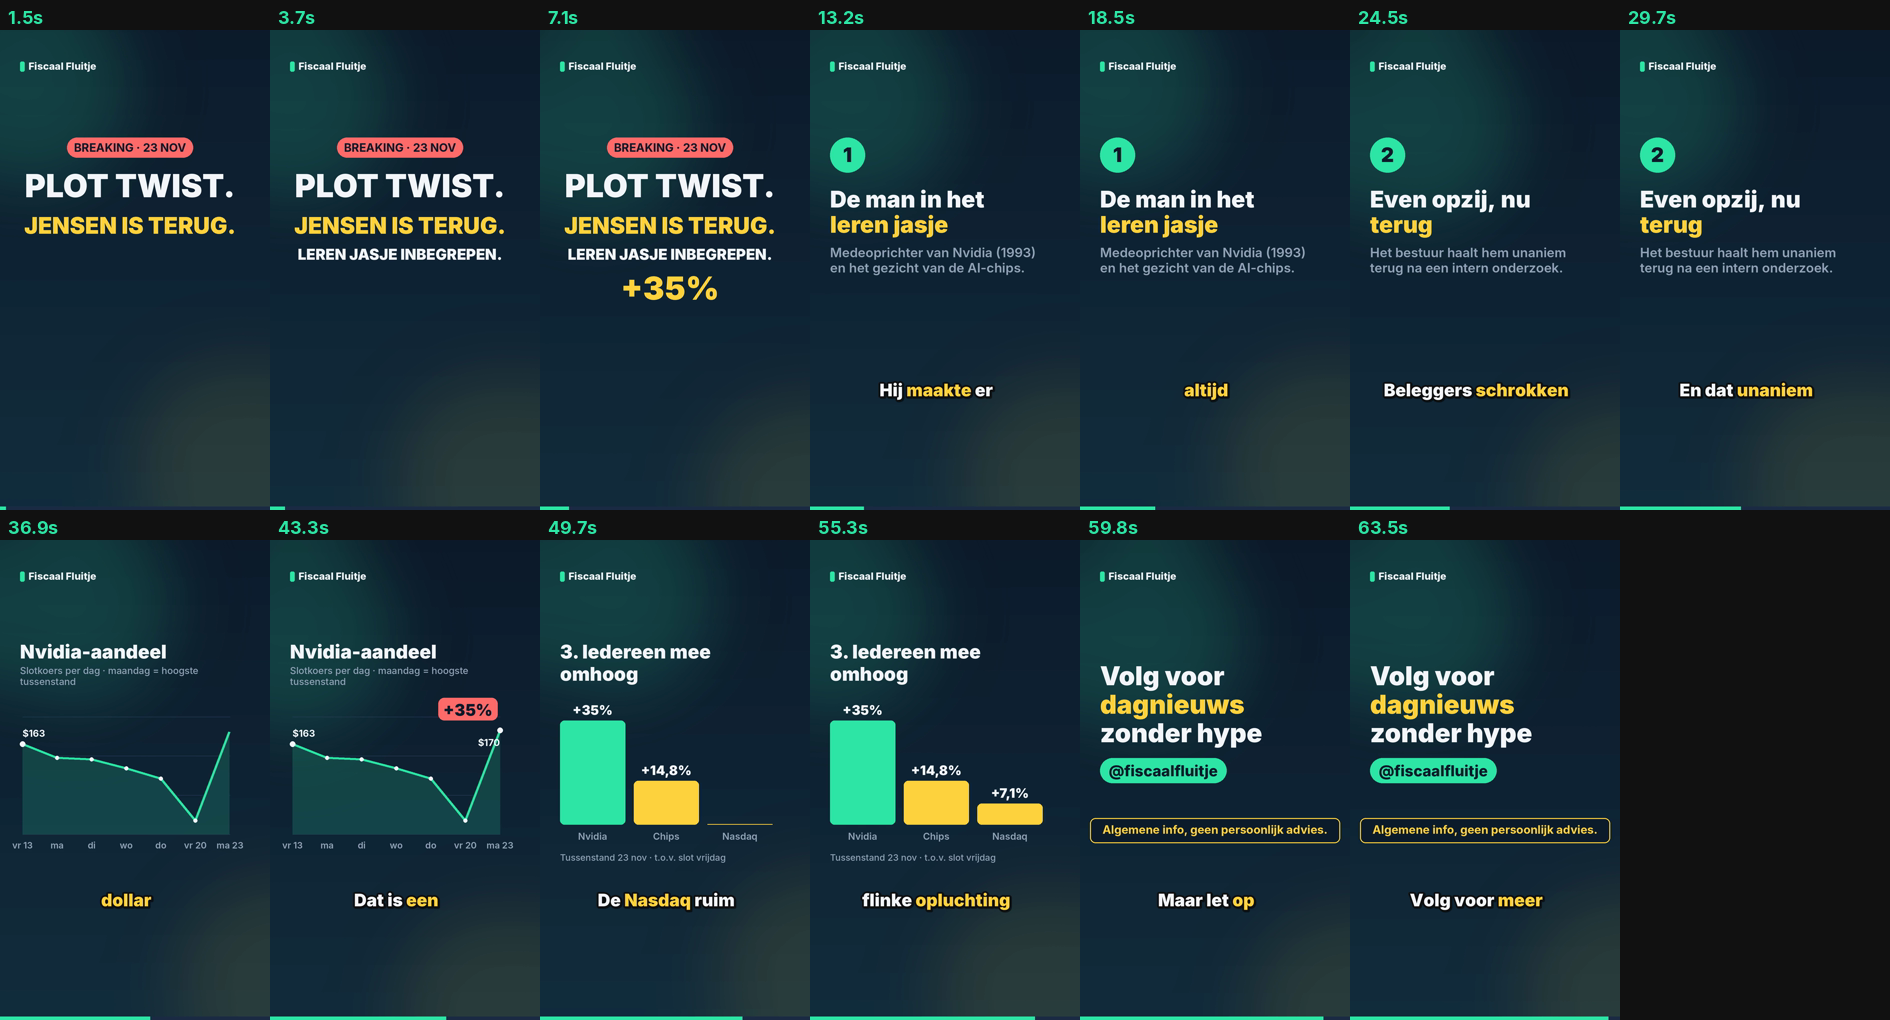 1.5s
Fiscaal Fluitje
BREAKING · 23 NOV
PLOT TWIST.
JENSEN IS TERUG.
3.7s
Fiscaal Fluitje
BREAKING · 23 NOV
PLOT TWIST.
JENSEN IS TERUG.
LEREN JASJE INBEGREPEN.
7.1s
Fiscaal Fluitje
BREAKING · 23 NOV
PLOT TWIST.
JENSEN IS TERUG.
LEREN JASJE INBEGREPEN.
+35%
13.2s
Fiscaal Fluitje
1
De man in het
leren jasje
Medeoprichter van Nvidia (1993)
en het gezicht van de AI-chips.
Hij maakte er
18.5s
Fiscaal Fluitje
1
De man in het
leren jasje
Medeoprichter van Nvidia (1993)
en het gezicht van de AI-chips.
altijd
24.5s
Fiscaal Fluitje
2
Even opzij, nu
terug
Het bestuur haalt hem unaniem
terug na een intern onderzoek.
Beleggers schrokken
29.7s
Fiscaal Fluitje
2
Even opzij, nu
terug
Het bestuur haalt hem unaniem
terug na een intern onderzoek.
En dat unaniem
36.9s
Fiscaal Fluitje
Nvidia-aandeel
Slotkoers per dag · maandag = hoogste
tussenstand
$163
vr 13 ma di wo do vr 20 ma 23
dollar
43.3s
Fiscaal Fluitje
Nvidia-aandeel
Slotkoers per dag · maandag = hoogste
tussenstand
+35%
$163
$170
vr 13 ma di wo do vr 20 ma 23
Dat is een
49.7s
Fiscaal Fluitje
3. Iedereen mee
omhoog
+35%
+14,8%
Nvidia Chips Nasdaq
Tussenstand 23 nov · t.o.v. slot vrijdag
De Nasdaq ruim
55.3s
Fiscaal Fluitje
3. Iedereen mee
omhoog
+35%
+14,8%
+7,1%
Nvidia Chips Nasdaq
Tussenstand 23 nov · t.o.v. slot vrijdag
flinke opluchting
59.8s
Fiscaal Fluitje
Volg voor
dagnieuws
zonder hype
@fiscaalfluitje
Algemene info, geen persoonlijk advies.
Maar let op
63.5s
Fiscaal Fluitje
Volg voor
dagnieuws
zonder hype
@fiscaalfluitje
Algemene info, geen persoonlijk advies.
Volg voor meer